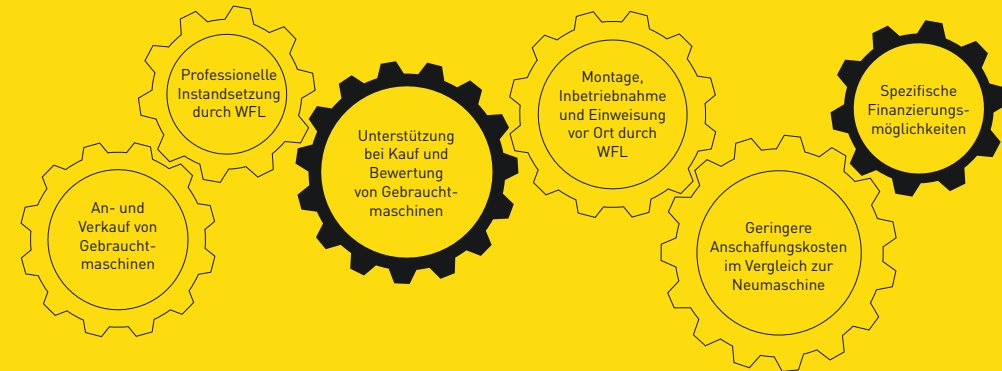 An- und
Verkauf von
Gebraucht-
maschinen
Professionelle
Instandsetzung
durch WFL
Unterstützung
bei Kauf und
Bewertung
von Gebraucht-
maschinen
Montage,
Inbetriebnahme
und Einweisung
vor Ort durch
WFL
Geringere
Anschaffungskosten
im Vergleich zur
Neumaschine
Spezifische
Finanzierungs-
möglichkeiten